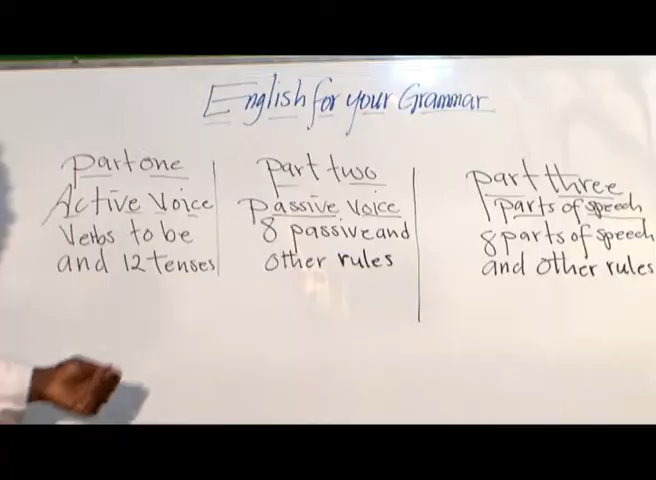 English for your Grammar
part one
Active Voice
Verbs to be
and 12 tenses
part two
passive voice
8 passive and
other rules
part three
parts of speech
8 parts of speech
and other rules